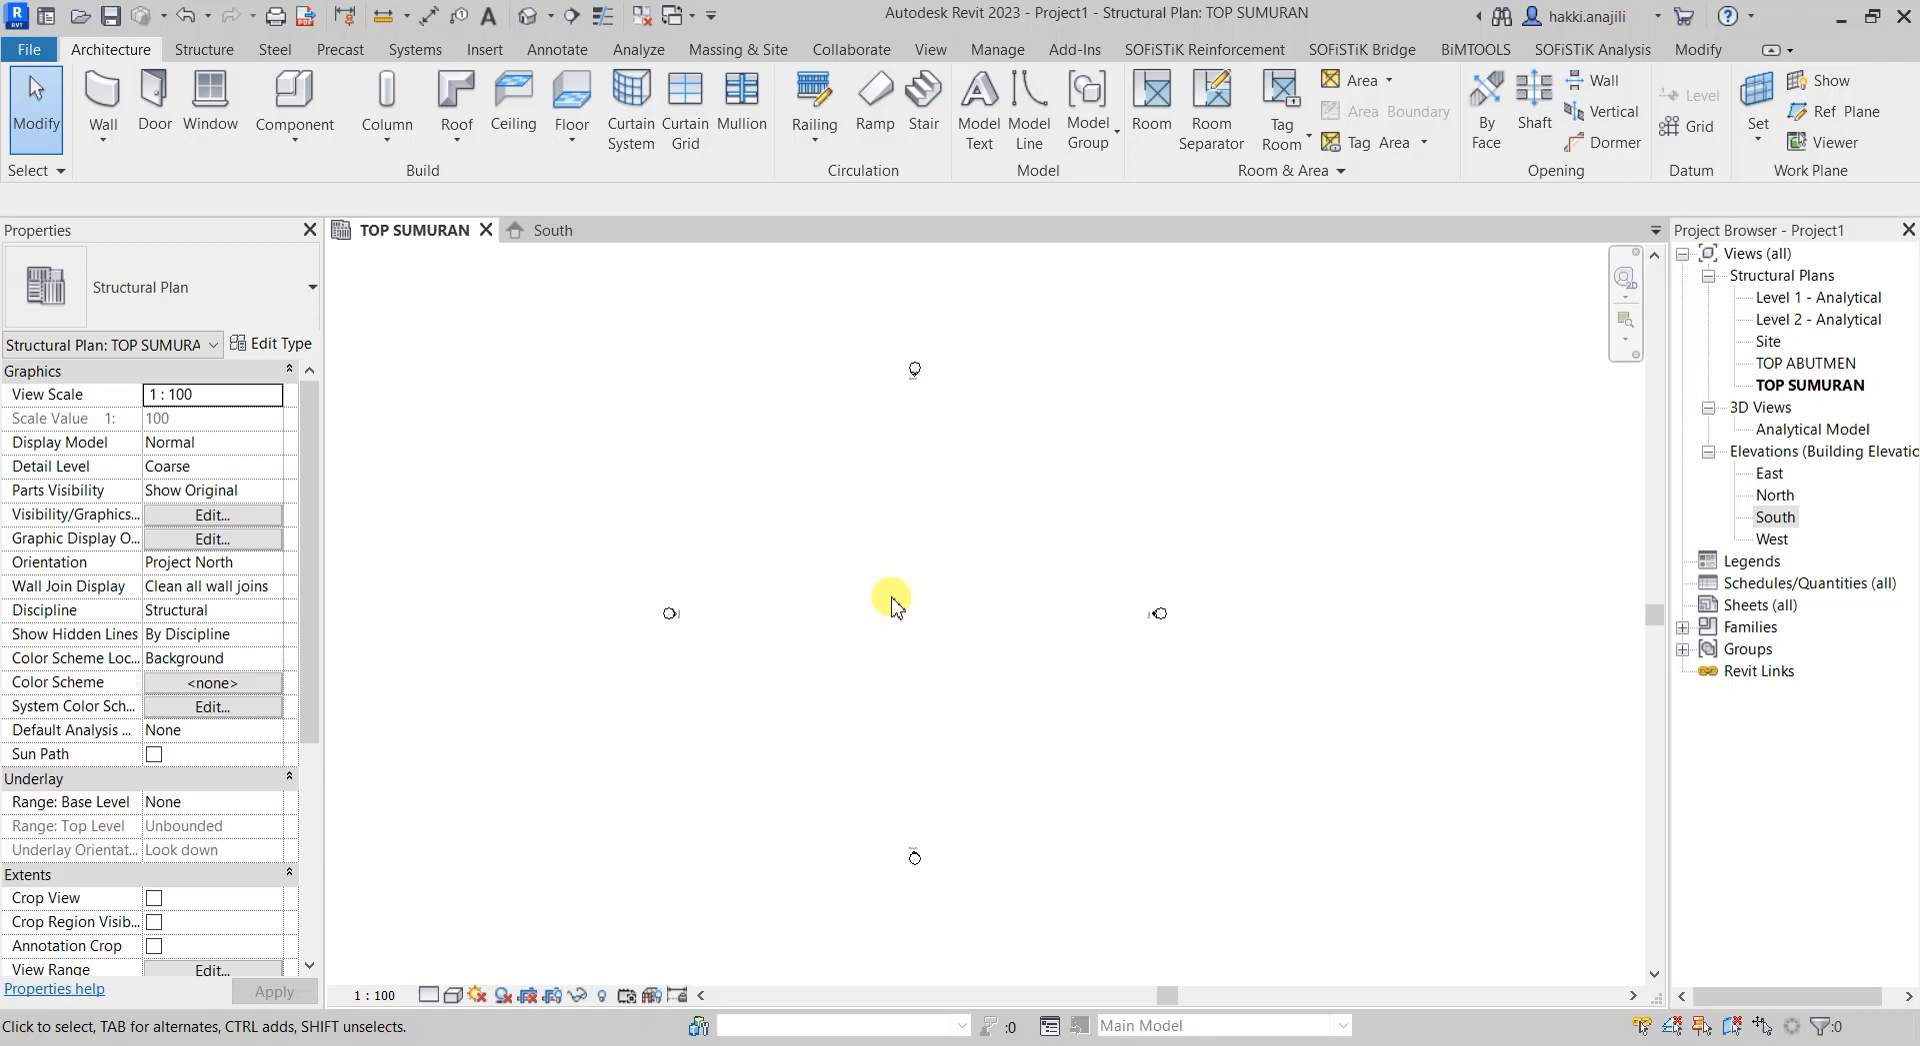 Autodesk Revit 2023 - Project1 - Structural Plan: TOP SUMURAN
hakki.anajili
File Architecture Structure Steel Precast Systems Insert Annotate Analyze Massing & Site Collaborate View Manage Add-Ins SOFiSTiK Reinforcement SOFiSTiK Bridge BiMTOOLS SOFiSTiK Analysis Modify
Modify
Select
Wall
Door
Window
Component
Column
Roof
Ceiling
Floor
Curtain System
Curtain Grid
Mullion
Build
Railing
Ramp
Stair
Circulation
Model Text
Model Line
Model Group
Model
Room
Room Separator
Tag Room
Area
Area Boundary
Tag Area
Room & Area
By Face
Shaft
Wall
Vertical
Dormer
Opening
Level
Grid
Datum
Set
Show
Ref Plane
Viewer
Work Plane
Properties
Structural Plan
Structural Plan: TOP SUMURA
Edit Type
Graphics
View Scale 1 : 100
Scale Value 1: 100
Display Model Normal
Detail Level Coarse
Parts Visibility Show Original
Visibility/Graphics... Edit...
Graphic Display O... Edit...
Orientation Project North
Wall Join Display Clean all wall joins
Discipline Structural
Show Hidden Lines By Discipline
Color Scheme Loc... Background
Color Scheme <none>
System Color Sch... Edit...
Default Analysis ... None
Sun Path
Underlay
Range: Base Level None
Range: Top Level Unbounded
Underlay Orientat... Look down
Extents
Crop View
Crop Region Visib...
Annotation Crop
View Range Edit...
Properties help
Apply
TOP SUMURAN
South
2D
1 : 100
Project Browser - Project1
Views (all)
Structural Plans
Level 1 - Analytical
Level 2 - Analytical
Site
TOP ABUTMEN
TOP SUMURAN
3D Views
Analytical Model
Elevations (Building Elevatio
East
North
South
West
Legends
Schedules/Quantities (all)
Sheets (all)
Families
Groups
Revit Links
Click to select, TAB for alternates, CTRL adds, SHIFT unselects.
:0
Main Model
:0